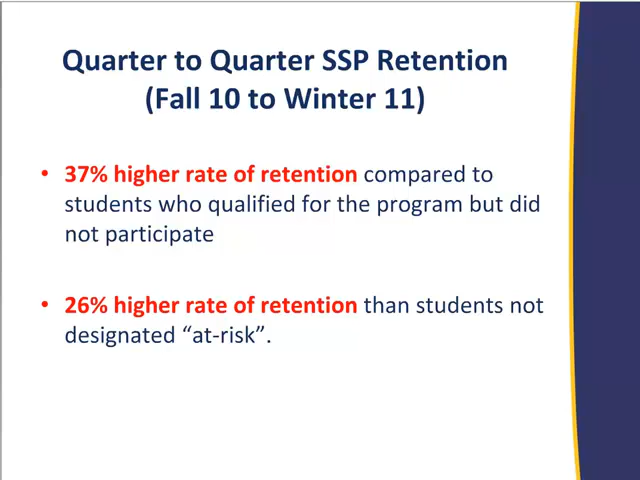 Quarter to Quarter SSP Retention
(Fall 10 to Winter 11)
• 37% higher rate of retention compared to
students who qualified for the program but did
not participate
• 26% higher rate of retention than students not
designated “at-risk”.